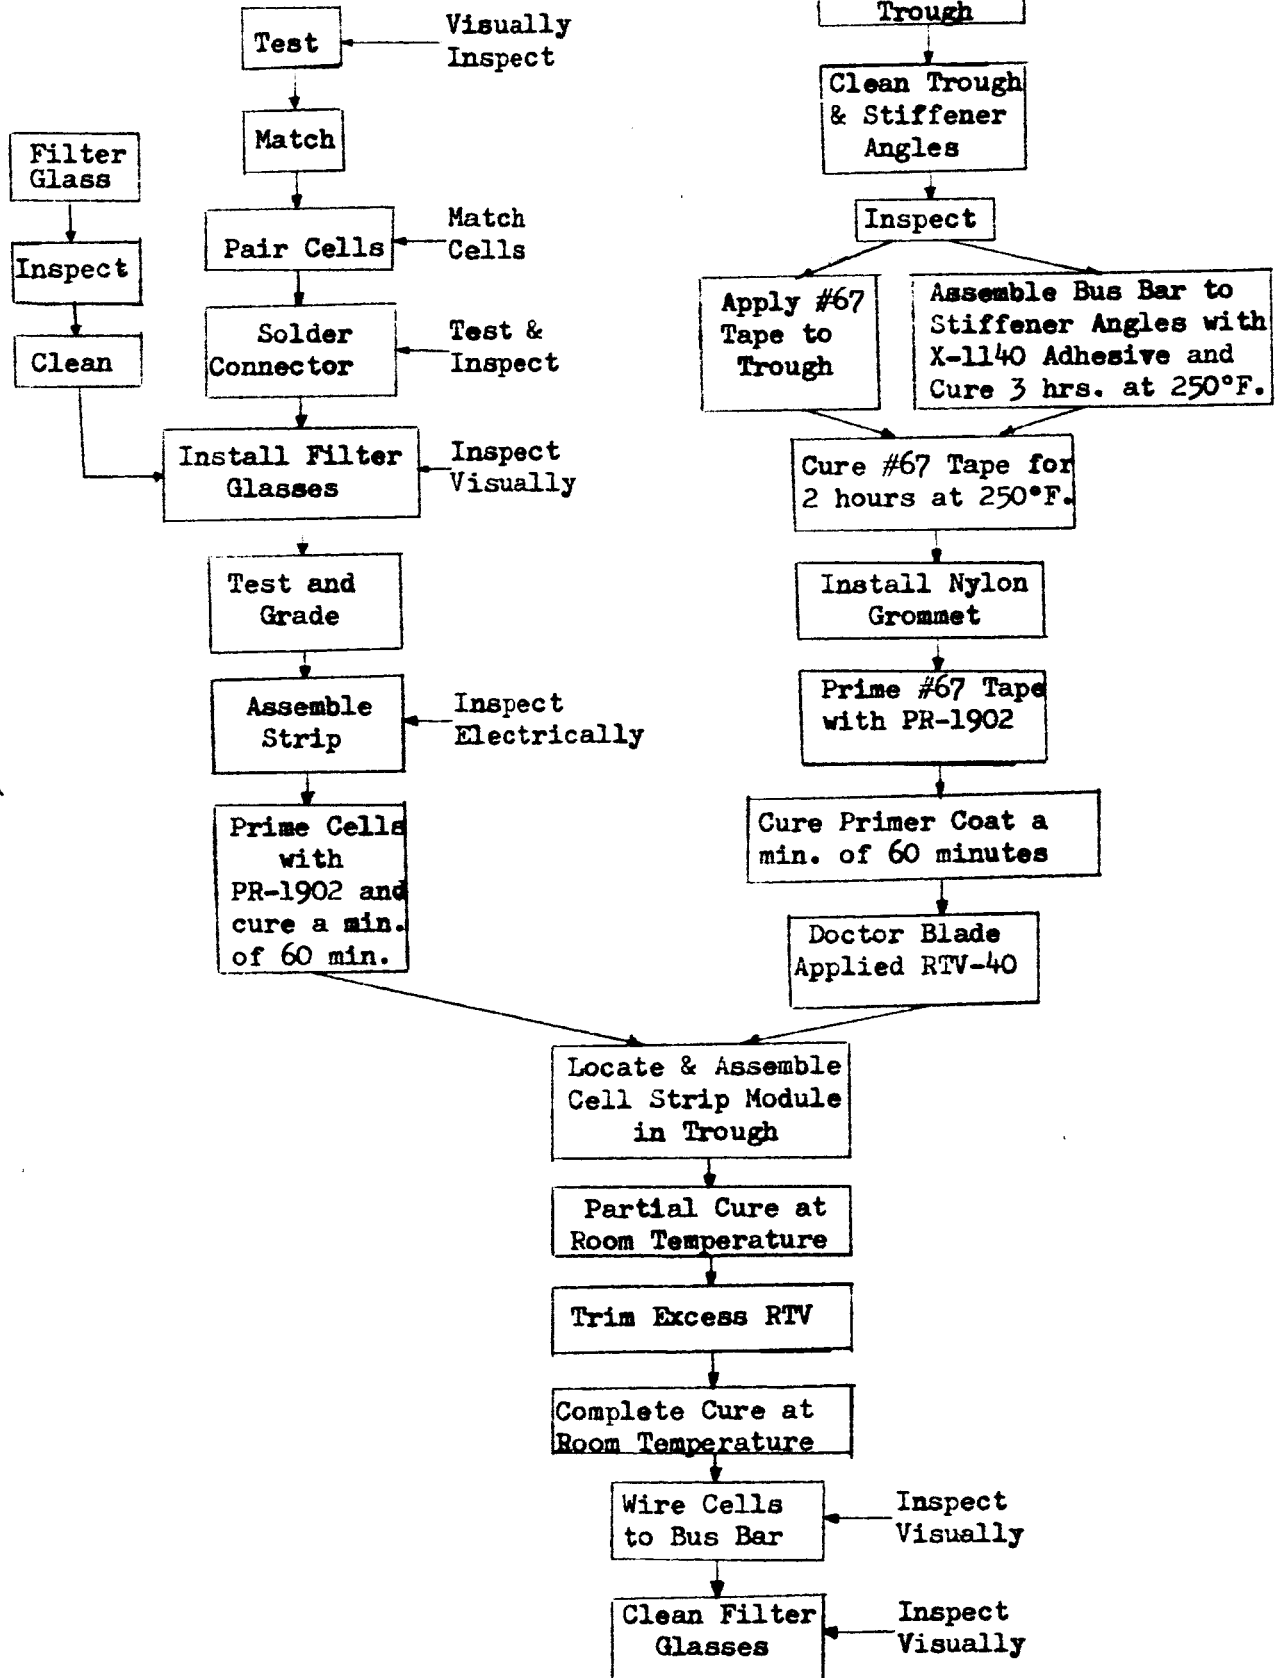 Test
Visually
Inspect
Match
Filter
Glass
Inspect
Clean
Pair Cells
Match
Cells
Solder
Connector
Test &
Inspect
Install Filter
Glasses
Inspect
Visually
Test and
Grade
Assemble
Strip
Inspect
Electrically
Prime Cells
with
PR-1902 and
cure a min.
of 60 min.
Trough
Clean Trough
& Stiffener
Angles
Inspect
Apply #67
Tape to
Trough
Assemble Bus Bar to
Stiffener Angles with
X-1140 Adhesive and
Cure 3 hrs. at 250°F.
Cure #67 Tape for
2 hours at 250°F.
Install Nylon
Grommet
Prime #67 Tape
with PR-1902
Cure Primer Coat a
min. of 60 minutes
Doctor Blade
Applied RTV-40
Locate & Assemble
Cell Strip Module
in Trough
Partial Cure at
Room Temperature
Trim Excess RTV
Complete Cure at
Room Temperature
Wire Cells
to Bus Bar
Inspect
Visually
Clean Filter
Glasses
Inspect
Visually